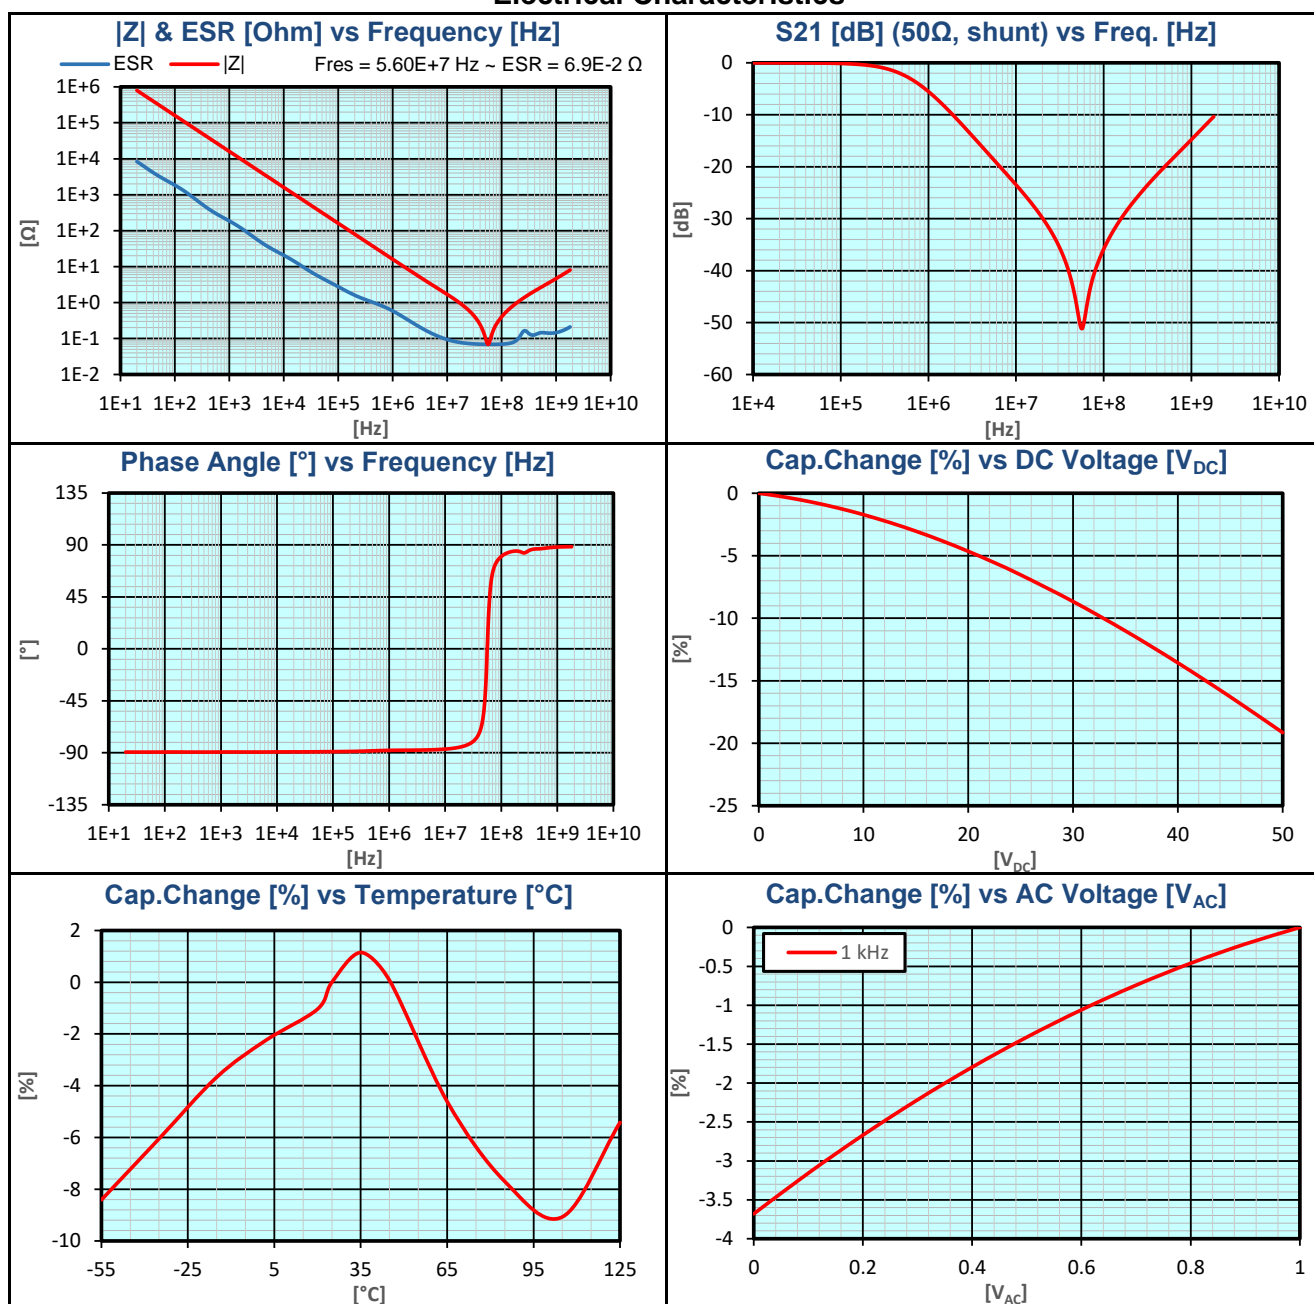 |Z| & ESR [Ohm] vs Frequency [Hz]
ESR |Z| Fres = 5.60E+7 Hz ~ ESR = 6.9E-2 Ω
1E+6
1E+5
1E+4
1E+3
1E+2
1E+1
1E+0
1E-1
1E-2
[Ω]
1E+1 1E+2 1E+3 1E+4 1E+5 1E+6 1E+7 1E+8 1E+9 1E+10
[Hz]
S21 [dB] (50Ω, shunt) vs Freq. [Hz]
0
-10
-20
-30
-40
-50
-60
[dB]
1E+4 1E+5 1E+6 1E+7 1E+8 1E+9 1E+10
[Hz]
Phase Angle [°] vs Frequency [Hz]
135
90
45
0
-45
-90
-135
[°]
1E+1 1E+2 1E+3 1E+4 1E+5 1E+6 1E+7 1E+8 1E+9 1E+10
[Hz]
Cap.Change [%] vs DC Voltage [VDC]
0
-5
-10
-15
-20
-25
[%]
0 10 20 30 40 50
[VDC]
Cap.Change [%] vs Temperature [°C]
2
0
-2
-4
-6
-8
-10
[%]
-55 -25 5 35 65 95 125
[°C]
Cap.Change [%] vs AC Voltage [VAC]
1 kHz
0
-0.5
-1
-1.5
-2
-2.5
-3
-3.5
-4
[%]
0 0.2 0.4 0.6 0.8 1
[VAC]